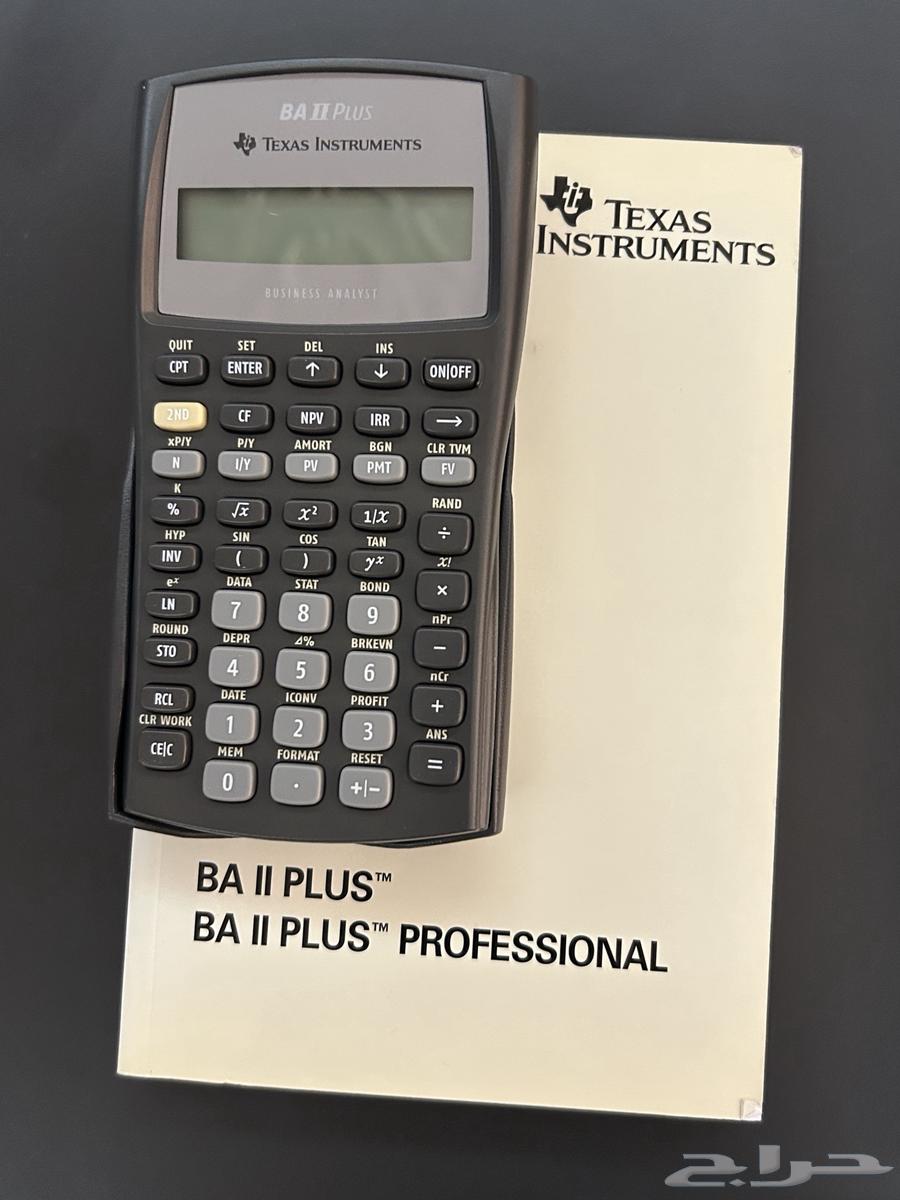 BA II PLUS
TEXAS INSTRUMENTS
BUSINESS ANALYST
TEXAS
INSTRUMENTS
QUIT SET DEL INS
CPT ENTER ↑ ↓ ON|OFF
2ND CF NPV IRR →
xP/Y P/Y AMORT BGN CLR TVM
N I/Y PV PMT FV
K RAND
% √x x² 1/x ÷
HYP SIN COS TAN x!
INV ( ) yˣ ×
eˣ DATA STAT BOND nPr
LN 7 8 9 −
ROUND DEPR Δ% BRKEVN nCr
STO 4 5 6 +
DATE ICONV PROFIT ANS
RCL 1 2 3 =
CLR WORK MEM FORMAT RESET
CE|C 0 . +|−
BA II PLUS™
BA II PLUS™ PROFESSIONAL
حراج